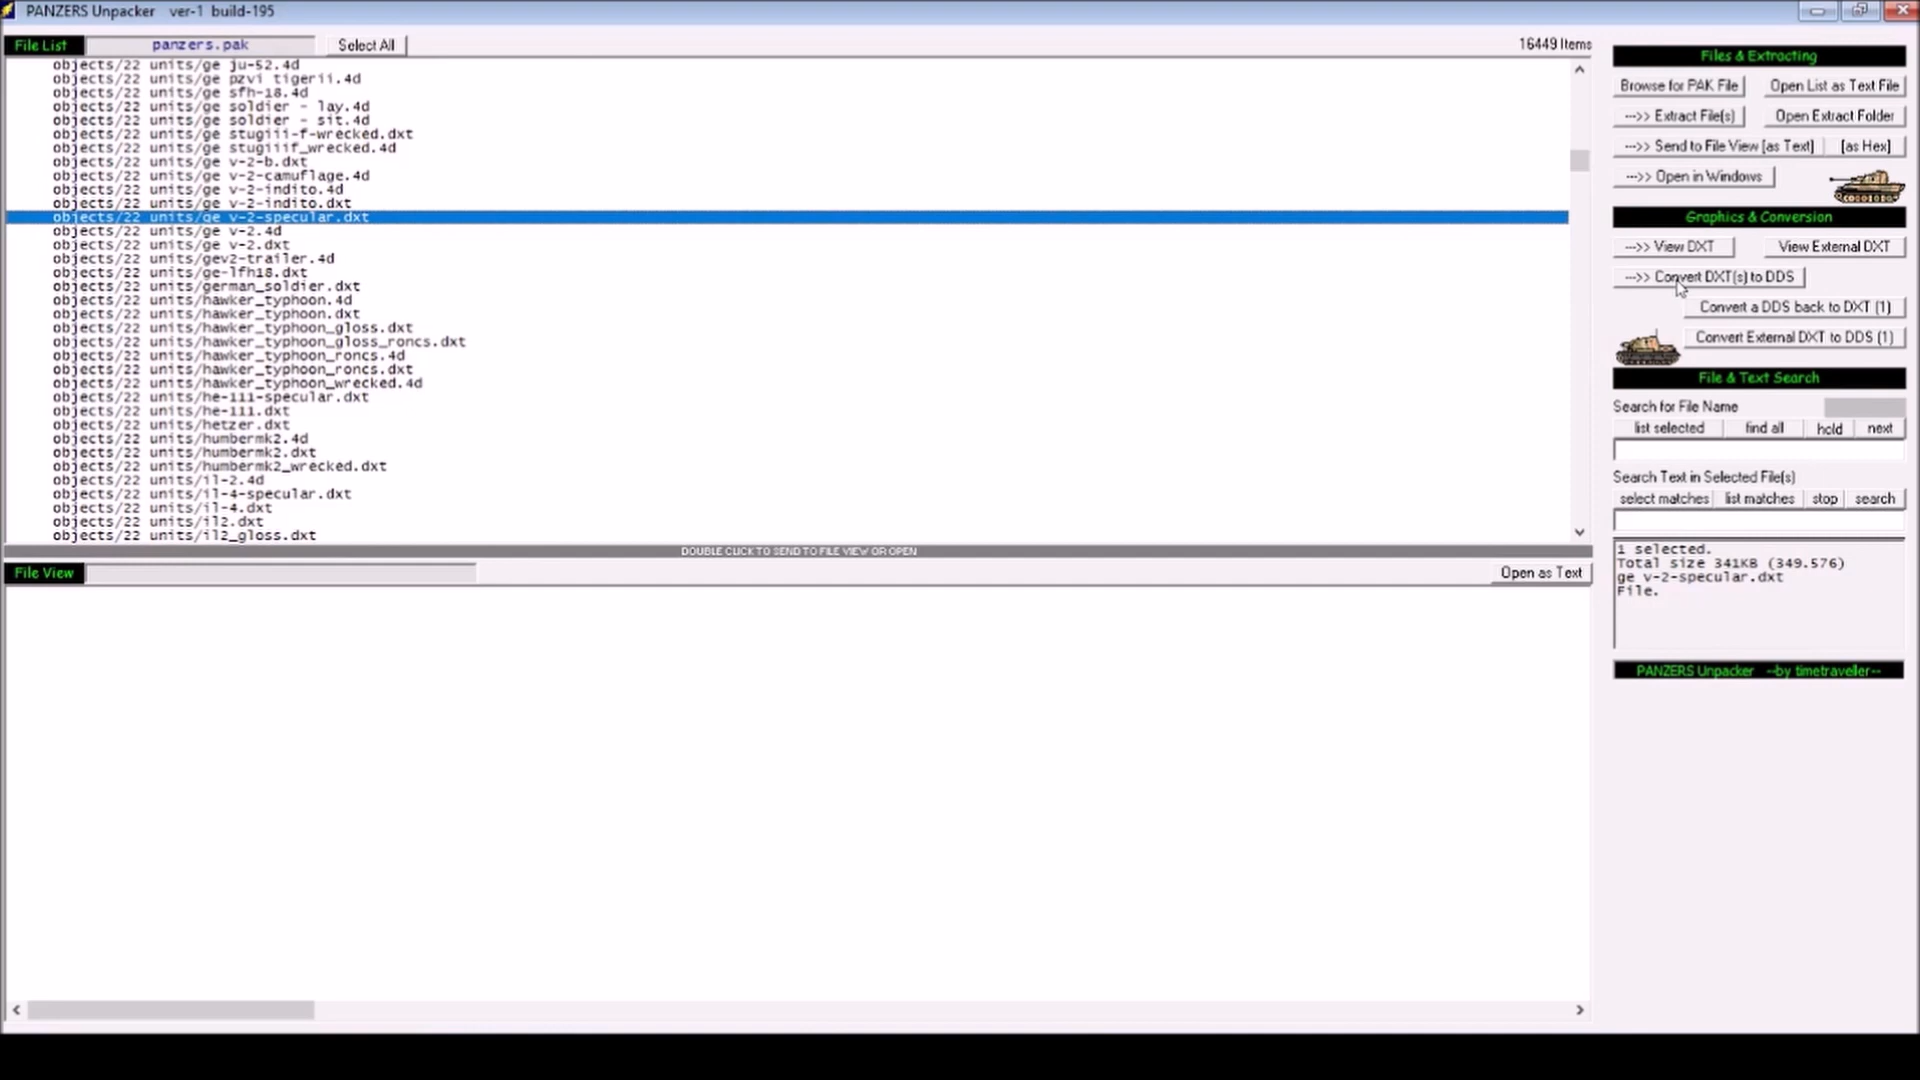 PANZERS Unpacker ver-1 build-195
File List panzers.pak Select All 16449 Items
objects/22 units/ge ju-52.4d
objects/22 units/ge pzvi tigerii.4d
objects/22 units/ge sfh-18.4d
objects/22 units/ge soldier - lay.4d
objects/22 units/ge soldier - sit.4d
objects/22 units/ge stugiii-f-wrecked.dxt
objects/22 units/ge stugiiif_wrecked.4d
objects/22 units/ge v-2-b.dxt
objects/22 units/ge v-2-camuflage.4d
objects/22 units/ge v-2-indito.4d
objects/22 units/ge v-2-indito.dxt
objects/22 units/ge v-2-specular.dxt
objects/22 units/ge v-2.4d
objects/22 units/ge v-2.dxt
objects/22 units/gev2-trailer.4d
objects/22 units/ge-lfh18.dxt
objects/22 units/german_soldier.dxt
objects/22 units/hawker_typhoon.4d
objects/22 units/hawker_typhoon.dxt
objects/22 units/hawker_typhoon_gloss.dxt
objects/22 units/hawker_typhoon_gloss_roncs.dxt
objects/22 units/hawker_typhoon_roncs.4d
objects/22 units/hawker_typhoon_roncs.dxt
objects/22 units/hawker_typhoon_wrecked.4d
objects/22 units/he-111-specular.dxt
objects/22 units/he-111.dxt
objects/22 units/hetzer.dxt
objects/22 units/humbermk2.4d
objects/22 units/humbermk2.dxt
objects/22 units/humbermk2_wrecked.dxt
objects/22 units/il-2.4d
objects/22 units/il-4-specular.dxt
objects/22 units/il-4.dxt
objects/22 units/il2.dxt
objects/22 units/il2_gloss.dxt
DOUBLE CLICK TO SEND TO FILE VIEW OR OPEN
File View Open as Text
Files & Extracting
Browse for PAK File Open List as Text File
-->> Extract File(s) Open Extract Folder
-->> Send to File View [as Text] [as Hex]
-->> Open in Windows
Graphics & Conversion
-->> View DXT View External DXT
-->> Convert DXT(s) to DDS
Convert a DDS back to DXT (1)
Convert External DXT to DDS (1)
File & Text Search
Search for File Name
list selected find all hold next
Search Text in Selected File(s)
select matches list matches stop search
1 selected.
Total size 341KB (349.576)
ge v-2-specular.dxt
File.
PANZERS Unpacker --by timetraveller--